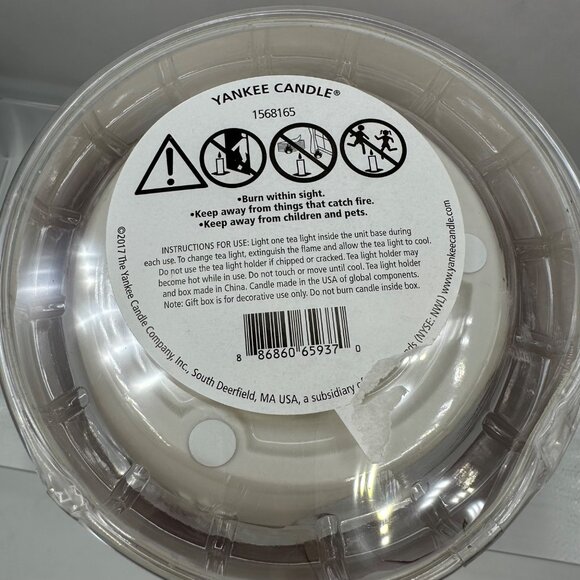 YANKEE CANDLE®
1568165
•Burn within sight.
•Keep away from things that catch fire.
•Keep away from children and pets.
INSTRUCTIONS FOR USE: Light one tea light inside the unit base during
each use. To change tea light, extinguish the flame and allow the tea light to cool.
Do not use the tea light holder if chipped or cracked. Tea light holder may
become hot while in use. Do not touch or move until cool. Tea light holder
and box made in China. Candle made in the USA of global components.
Note: Gift box is for decorative use only. Do not burn candle inside box.
8 86860 65937 0
©2017 The Yankee Candle Company, Inc., South Deerfield, MA USA, a subsidiary (NYSE: NWL) www.yankeecandle.com